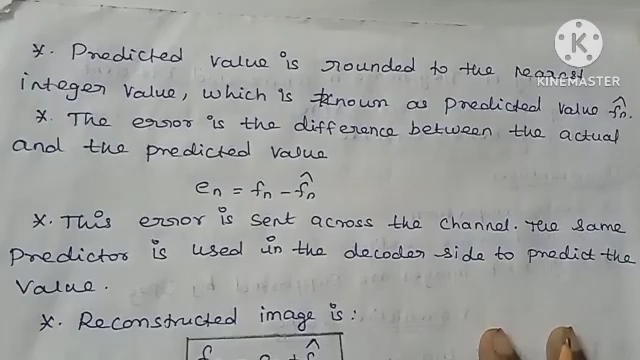 *. Predicted value is rounded to the nearest
integer value, which is known as predicted value f̂n.
*. The error is the difference between the actual
and the predicted value
en = fn - f̂n
*. This error is sent across the channel. The same
predictor is used in the decoder side to predict the
value.
*. Reconstructed image is:
fn = en + f̂n
KINEMASTER